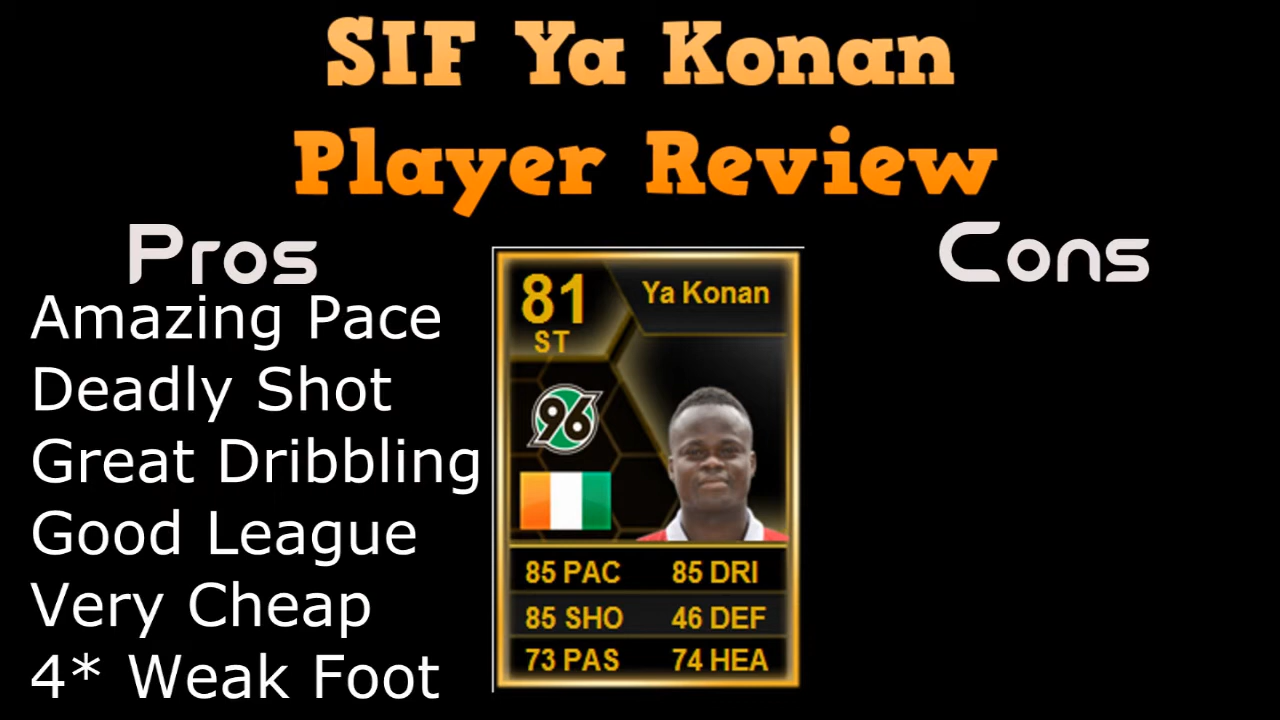 SIF Ya Konan
Player Review
Pros
Cons
Amazing Pace
Deadly Shot
Great Dribbling
Good League
Very Cheap
4* Weak Foot
81
ST
Ya Konan
96
85 PAC 85 DRI
85 SHO 46 DEF
73 PAS 74 HEA